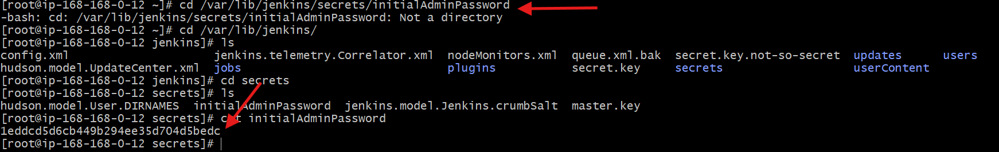 [root@ip-168-168-0-12 ~]# cd /var/lib/jenkins/secrets/initialAdminPassword
-bash: cd: /var/lib/jenkins/secrets/initialAdminPassword: Not a directory
[root@ip-168-168-0-12 ~]# cd /var/lib/jenkins/
[root@ip-168-168-0-12 jenkins]# ls
config.xml jenkins.telemetry.Correlator.xml nodeMonitors.xml queue.xml.bak secret.key.not-so-secret updates users
hudson.model.UpdateCenter.xml jobs plugins secret.key secrets userContent
[root@ip-168-168-0-12 jenkins]# cd secrets
[root@ip-168-168-0-12 secrets]# ls
hudson.model.User.DIRNAMES initialAdminPassword jenkins.model.Jenkins.crumbSalt master.key
[root@ip-168-168-0-12 secrets]# cat initialAdminPassword
1eddcd5d6cb449b294ee35d704d5bedc
[root@ip-168-168-0-12 secrets]#